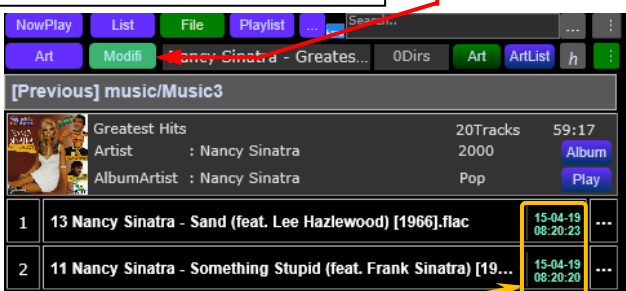 NowPlay List File Playlist ... Search... ... ⋮
Art Modifi Nancy Sinatra - Greates... 0Dirs Art ArtList h ⋮
[Previous] music/Music3
Greatest Hits 20Tracks 59:17
Artist : Nancy Sinatra 2000 Album
AlbumArtist : Nancy Sinatra Pop Play
1 13 Nancy Sinatra - Sand (feat. Lee Hazlewood) [1966].flac 15-04-19 08:20:23 ...
2 11 Nancy Sinatra - Something Stupid (feat. Frank Sinatra) [19... 15-04-19 08:20:20 ...